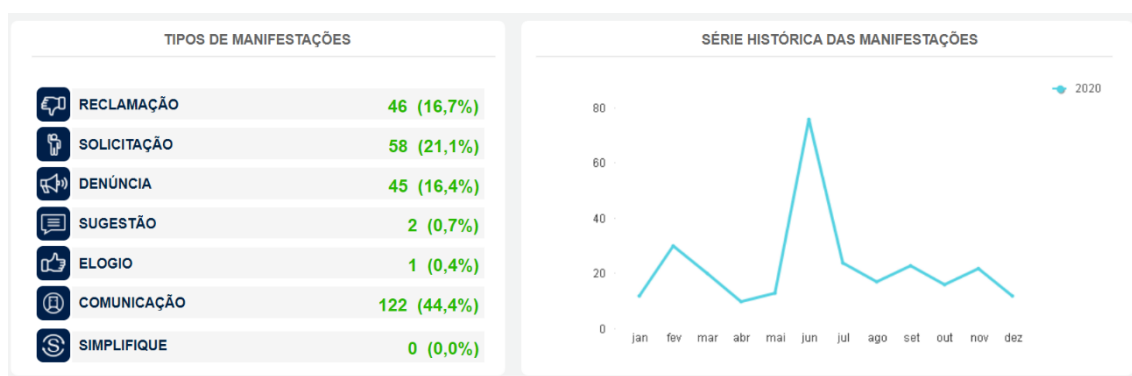 TIPOS DE MANIFESTAÇÕES
RECLAMAÇÃO 46 (16,7%)
SOLICITAÇÃO 58 (21,1%)
DENÚNCIA 45 (16,4%)
SUGESTÃO 2 (0,7%)
ELOGIO 1 (0,4%)
COMUNICAÇÃO 122 (44,4%)
SIMPLIFIQUE 0 (0,0%)
SÉRIE HISTÓRICA DAS MANIFESTAÇÕES
2020
80
60
40
20
0
jan fev mar abr mai jun jul ago set out nov dez